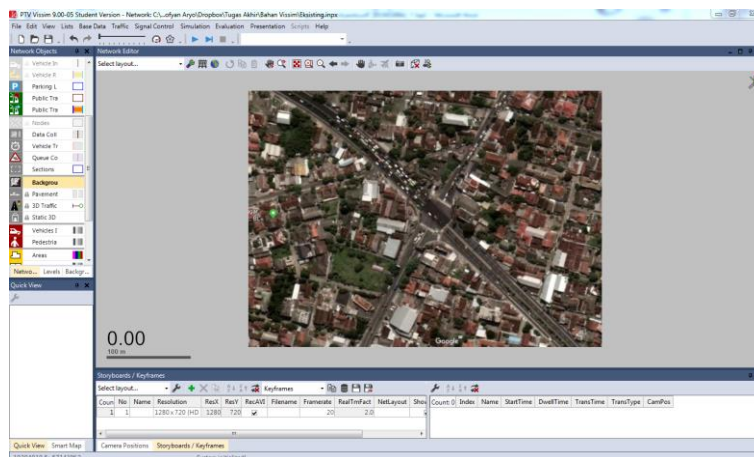 PTV Vissim 9.00-05 Student Version - Network: C:\...ofyan Aryo\Dropbox\Tugas Akhir\Bahan Vissim\Eksisting.inpx
File Edit View Lists Base Data Traffic Signal Control Simulation Evaluation Presentation Scripts Help
Network Objects
Network Editor
Select layout...
Vehicle In
Vehicle R
Parking L
Public Tra
Public Tra
Nodes
Data Coll
Vehicle Tr
Queue Co
Sections
Backgrou
Pavement
3D Traffic
Static 3D
Vehicles I
Pedestria
Areas
Netwo... Levels Backgr...
Quick View
Google
0.00
100 m
Storyboards / Keyframes
Select layout... Keyframes
Coun No Name Resolution ResX ResY RecAVI Filename Framerate RealTmFact NetLayout Shov
1 1 1280 x 720 (HD 1280 720 20 2.0
Count: 0 Index Name StartTime DwellTime TransTime TransType CamPos
Quick View Smart Map
Camera Positions Storyboards / Keyframes